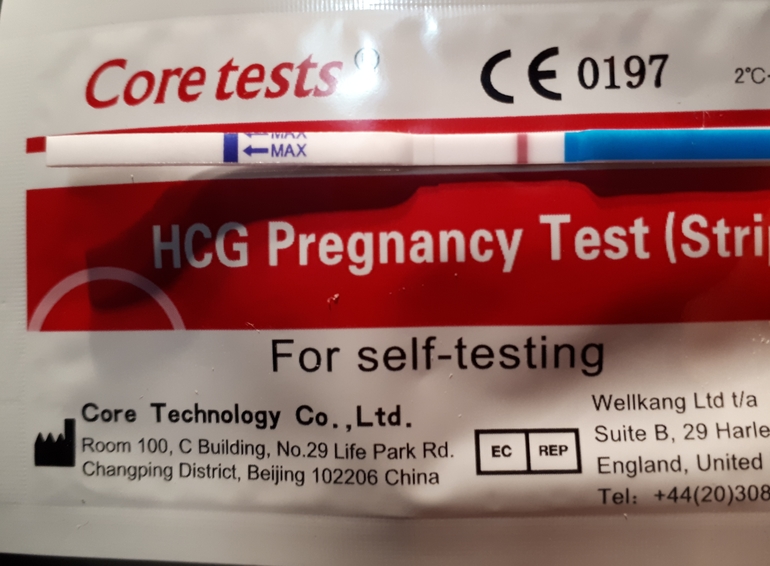 Core tests®
CE 0197
2°C
MAX
MAX
HCG Pregnancy Test (Stri
For self-testing
Core Technology Co.,Ltd.
Room 100, C Building, No.29 Life Park Rd.
Changping District, Beijing 102206 China
EC REP
Wellkang Ltd t/a
Suite B, 29 Harle
England, United
Tel: +44(20)308